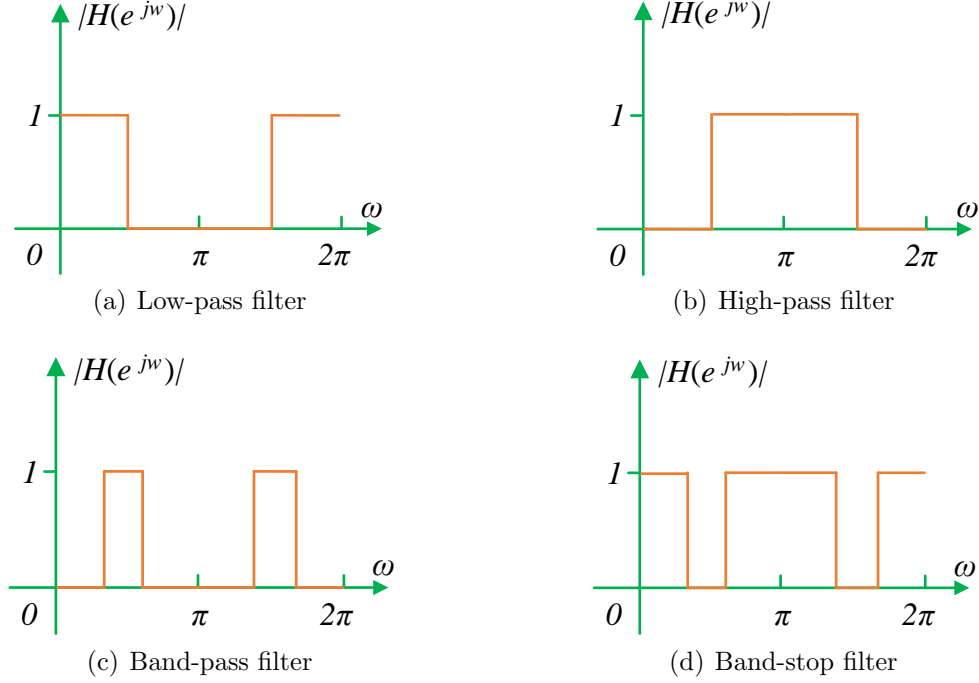 |H(e jw)|
1
ω
0 π 2π
(a) Low-pass filter
|H(e jw)|
1
ω
0 π 2π
(b) High-pass filter
|H(e jw)|
1
ω
0 π 2π
(c) Band-pass filter
|H(e jw)|
1
ω
0 π 2π
(d) Band-stop filter